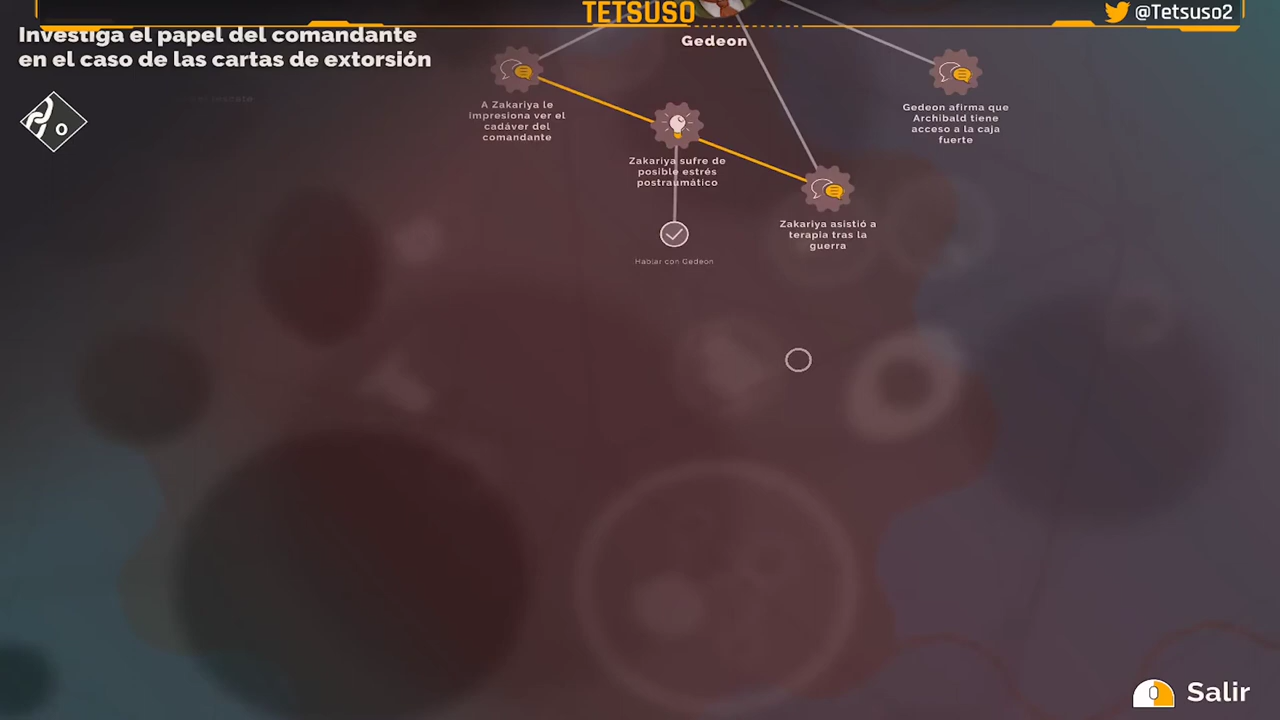 TETSUSO
@Tetsuso2
Investiga el papel del comandante
en el caso de las cartas de extorsión
0
Gedeon
A Zakariya le
impresiona ver el
cadáver del
comandante
Zakariya sufre de
posible estrés
postraumático
Hablar con Gedeon
Zakariya asistió a
terapia tras la
guerra
Gedeon afirma que
Archibald tiene
acceso a la caja
fuerte
Salir